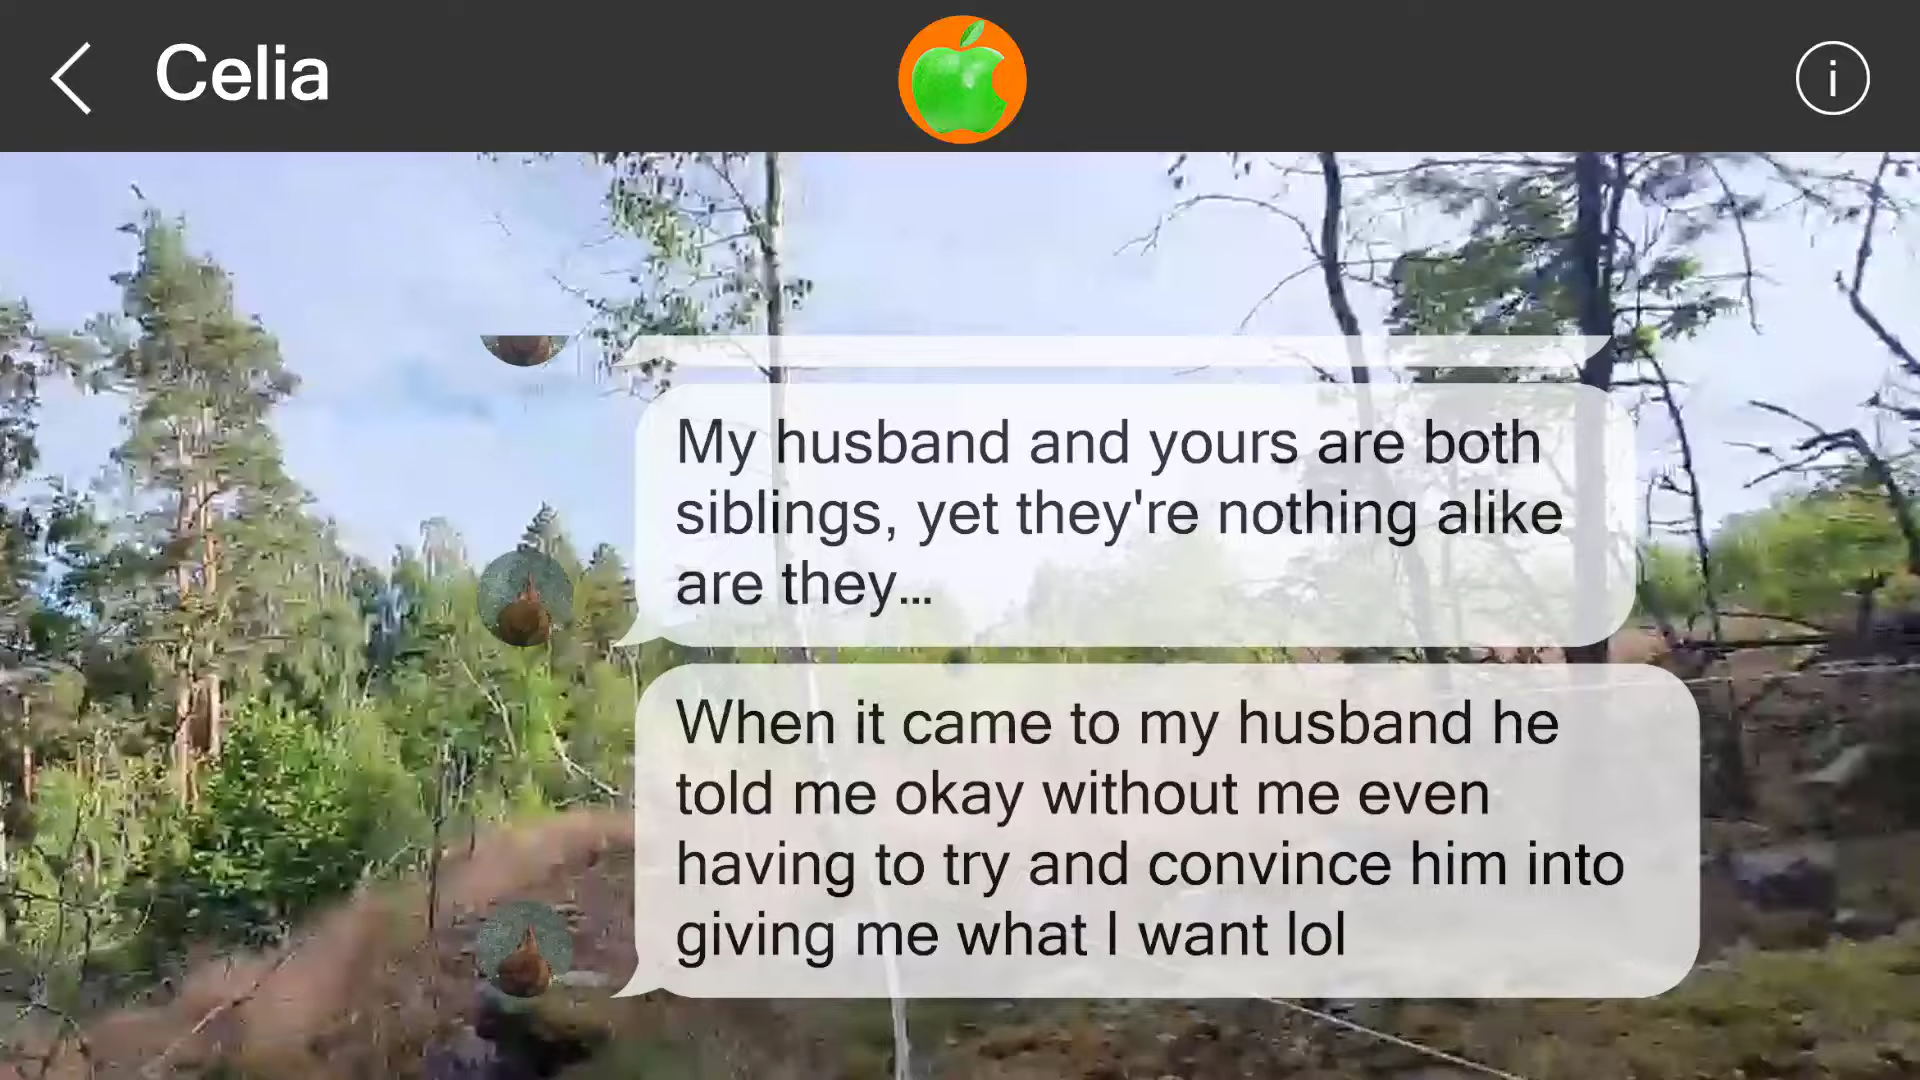 Celia
i
My husband and yours are both
siblings, yet they're nothing alike
are they...
When it came to my husband he
told me okay without me even
having to try and convince him into
giving me what I want lol